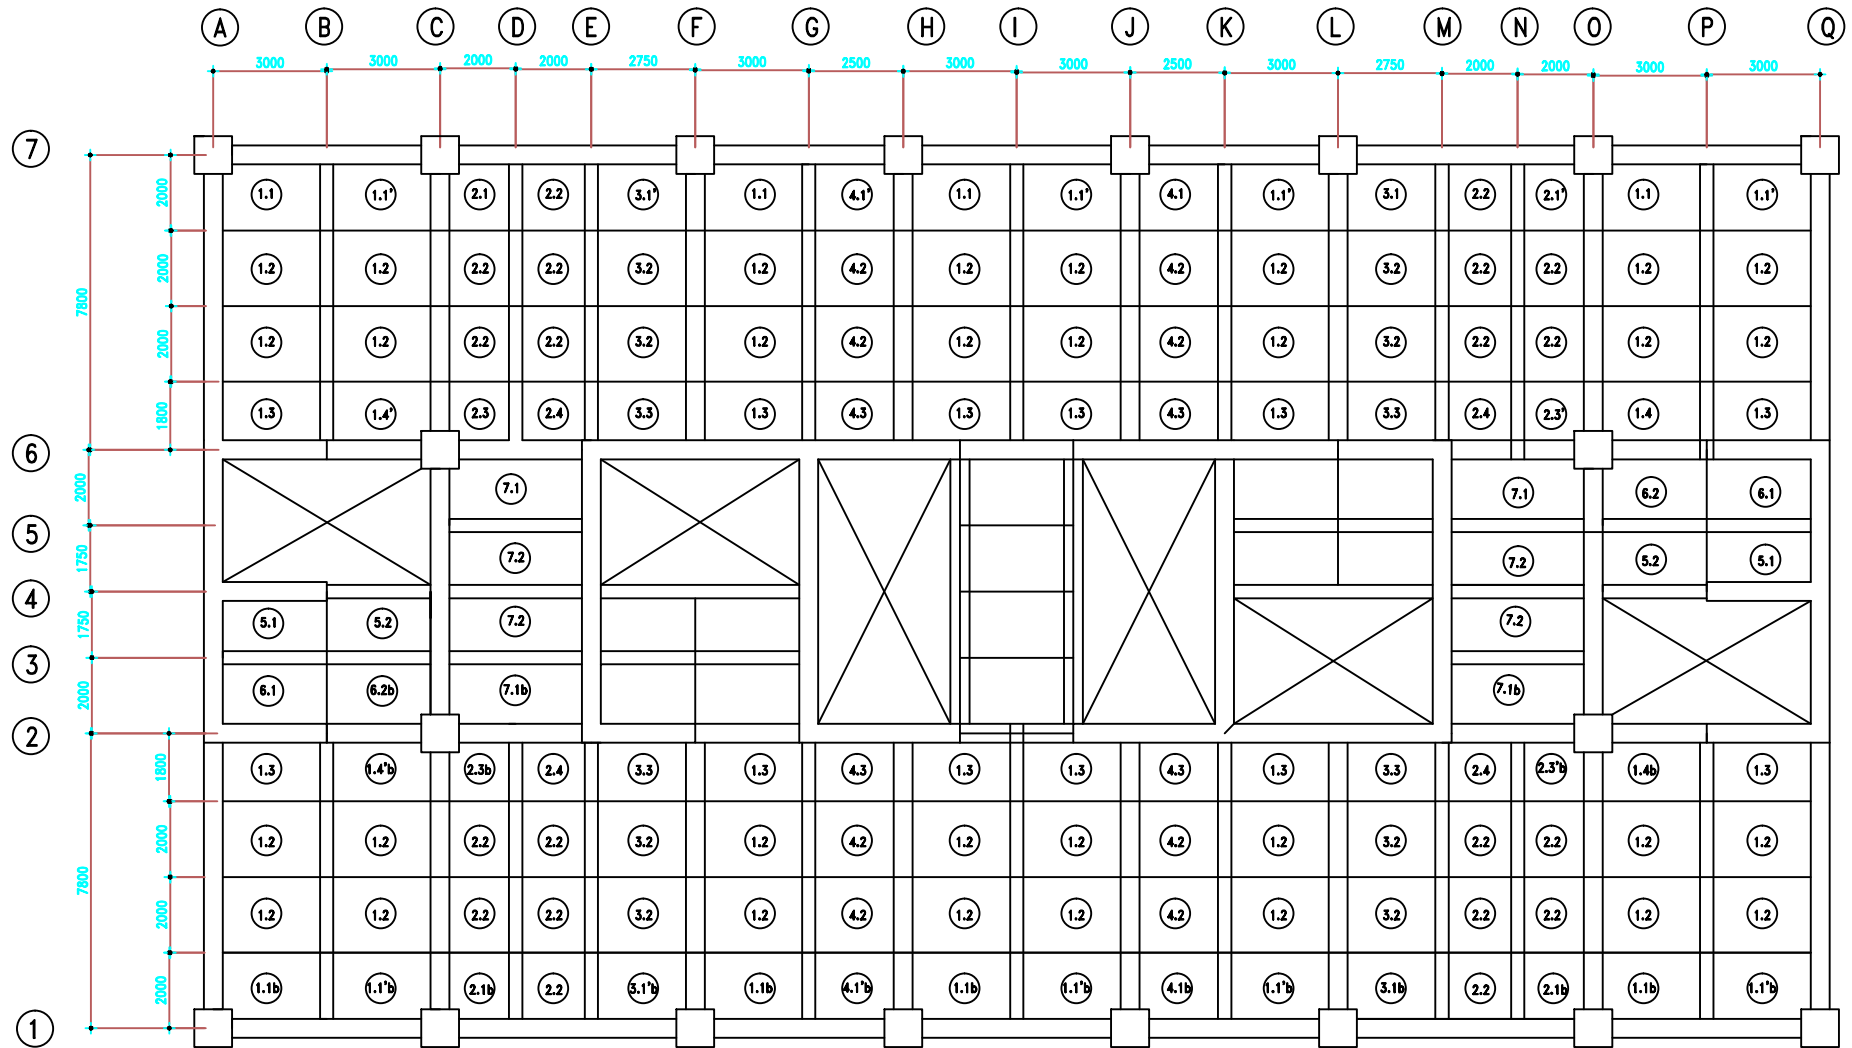 A B C D E F G H I J K L M N O P Q
3000 3000 2000 2000 2750 3000 2500 3000 3000 2500 3000 2750 2000 2000 3000 3000
7
2000 1.1 1.1' 2.1 2.2 3.1' 1.1 4.1' 1.1 1.1' 4.1 1.1' 3.1 2.2 2.1' 1.1 1.1'
2000 1.2 1.2 2.2 2.2 3.2 1.2 4.2 1.2 1.2 4.2 1.2 3.2 2.2 2.2 1.2 1.2
7800
2000 1.2 1.2 2.2 2.2 3.2 1.2 4.2 1.2 1.2 4.2 1.2 3.2 2.2 2.2 1.2 1.2
1800 1.3 1.4' 2.3 2.4 3.3 1.3 4.3 1.3 1.3 4.3 1.3 3.3 2.4 2.3' 1.4 1.3
6
2000 7.1 7.1 6.2 6.1
5
1750 7.2 7.2 5.2 5.1
4
1750 5.1 5.2 7.2 7.2
3
2000 6.1 6.2b 7.1b 7.1b
2
1800 1.3 1.4'b 2.3b 2.4 3.3 1.3 4.3 1.3 1.3 4.3 1.3 3.3 2.4 2.3'b 1.4b 1.3
2000 1.2 1.2 2.2 2.2 3.2 1.2 4.2 1.2 1.2 4.2 1.2 3.2 2.2 2.2 1.2 1.2
7800
2000 1.2 1.2 2.2 2.2 3.2 1.2 4.2 1.2 1.2 4.2 1.2 3.2 2.2 2.2 1.2 1.2
2000 1.1b 1.1'b 2.1b 2.2 3.1'b 1.1b 4.1'b 1.1b 1.1'b 4.1b 1.1'b 3.1b 2.2 2.1b 1.1b 1.1'b
1